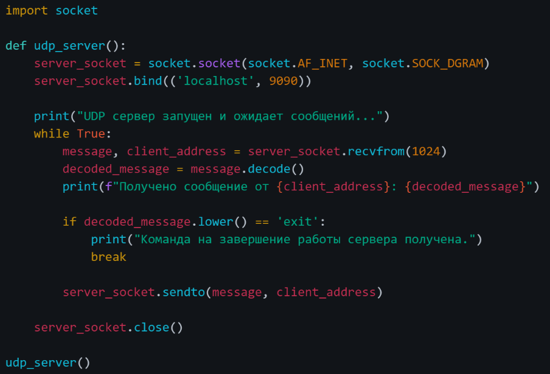 import socket

def udp_server():
    server_socket = socket.socket(socket.AF_INET, socket.SOCK_DGRAM)
    server_socket.bind(('localhost', 9090))

    print("UDP сервер запущен и ожидает сообщений...")
    while True:
        message, client_address = server_socket.recvfrom(1024)
        decoded_message = message.decode()
        print(f"Получено сообщение от {client_address}: {decoded_message}")

        if decoded_message.lower() == 'exit':
            print("Команда на завершение работы сервера получена.")
            break

        server_socket.sendto(message, client_address)

    server_socket.close()

udp_server()